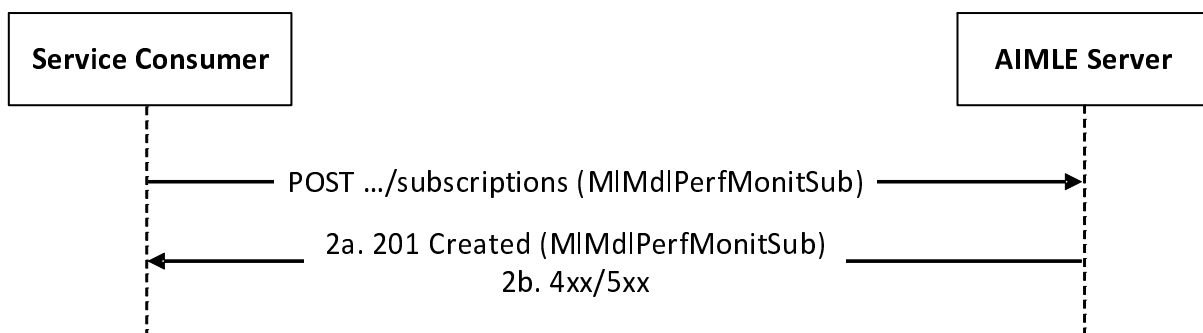 Service Consumer
AIMLE Server
POST …/subscriptions (MlMdlPerfMonitSub)
2a. 201 Created (MlMdlPerfMonitSub)
2b. 4xx/5xx